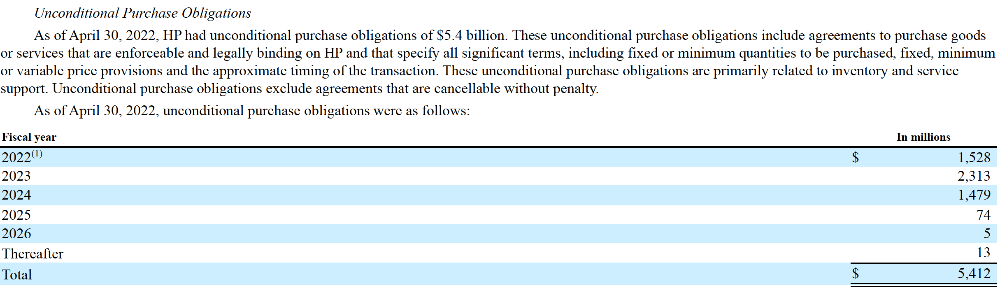 Unconditional Purchase Obligations
As of April 30, 2022, HP had unconditional purchase obligations of $5.4 billion. These unconditional purchase obligations include agreements to purchase goods
or services that are enforceable and legally binding on HP and that specify all significant terms, including fixed or minimum quantities to be purchased, fixed, minimum
or variable price provisions and the approximate timing of the transaction. These unconditional purchase obligations are primarily related to inventory and service
support. Unconditional purchase obligations exclude agreements that are cancellable without penalty.
As of April 30, 2022, unconditional purchase obligations were as follows:
Fiscal year In millions
2022(1) $ 1,528
2023 2,313
2024 1,479
2025 74
2026 5
Thereafter 13
Total $ 5,412